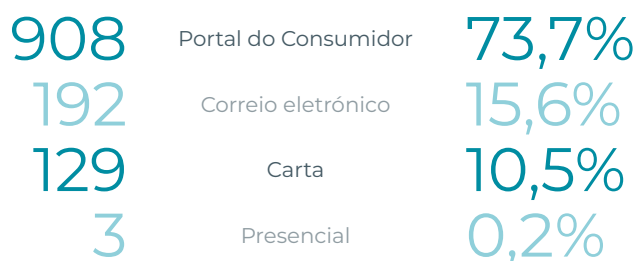 908 Portal do Consumidor 73,7%
192 Correio eletrónico 15,6%
129 Carta 10,5%
3 Presencial 0,2%